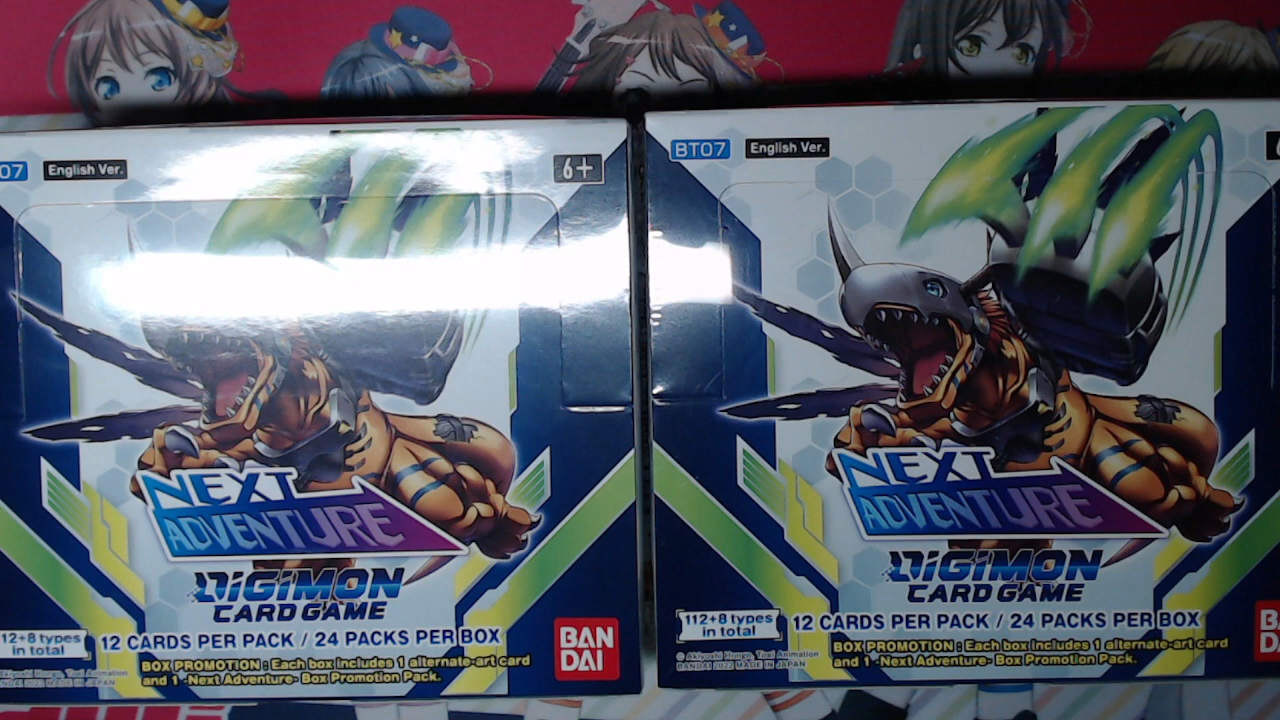 07 English Ver. 6+
NEXT
ADVENTURE
DIGIMON
CARD GAME
112+8 types
in total
12 CARDS PER PACK / 24 PACKS PER BOX
BOX PROMOTION : Each box includes 1 alternate-art card
and 1 -Next Adventure- Box Promotion Pack.
BAN
DAI
BT07 English Ver.
NEXT
ADVENTURE
DIGIMON
CARD GAME
112+8 types
in total
12 CARDS PER PACK / 24 PACKS PER BOX
© Akiyoshi Hongo, Toei Animation
BANDAI 2022 MADE IN JAPAN
BOX PROMOTION : Each box includes 1 alternate-art card
and 1 -Next Adventure- Box Promotion Pack.